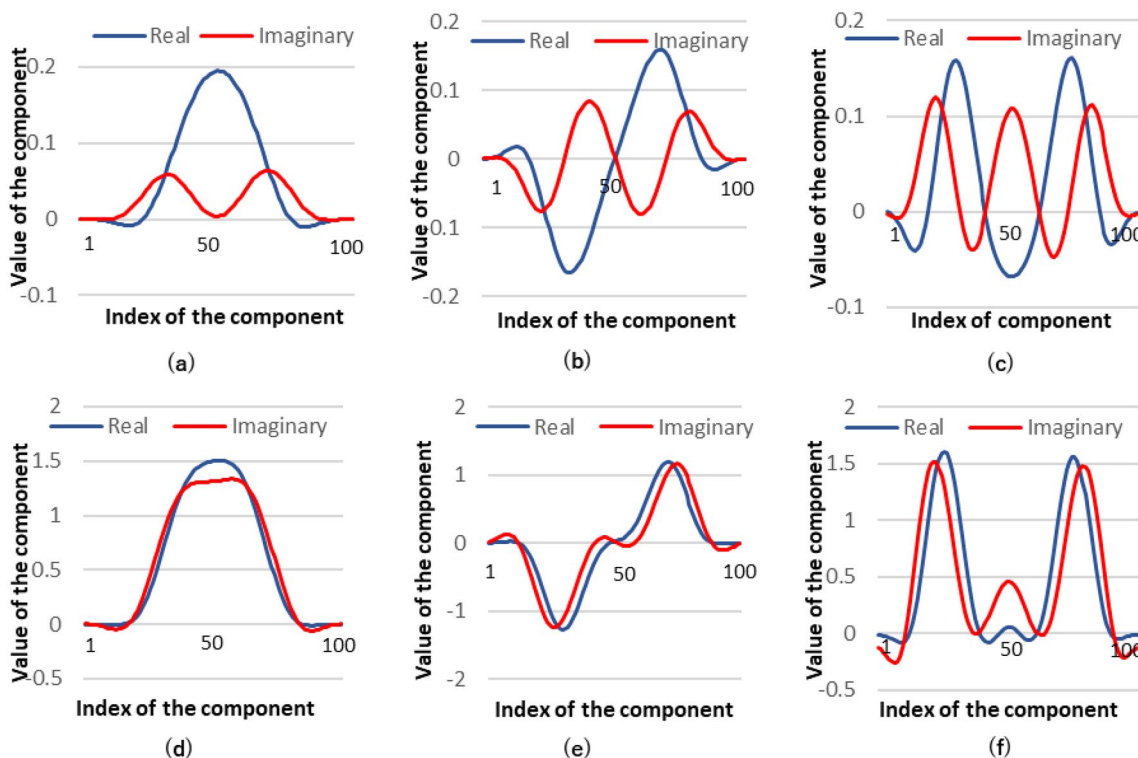 0.3
Real Imaginary
0.2
0.1
0
-0.1
1 50 100
Value of the component
Index of the component
(a)
0.2
Real Imaginary
0.1
0
-0.1
-0.2
1 50 100
Value of the component
Index of the component
(b)
0.2
Real Imaginary
0.1
0
-0.1
1 50 100
Value of the component
Index of component
(c)
2
Real Imaginary
1.5
1
0.5
0
-0.5
1 50 100
Value of the component
Index of the component
(d)
2
Real Imaginary
1
0
-1
-2
1 50 100
Value of the component
Index of the component
(e)
2
Real Imaginary
1.5
1
0.5
0
-0.5
1 50 100
Value of the component
Index of the component
(f)